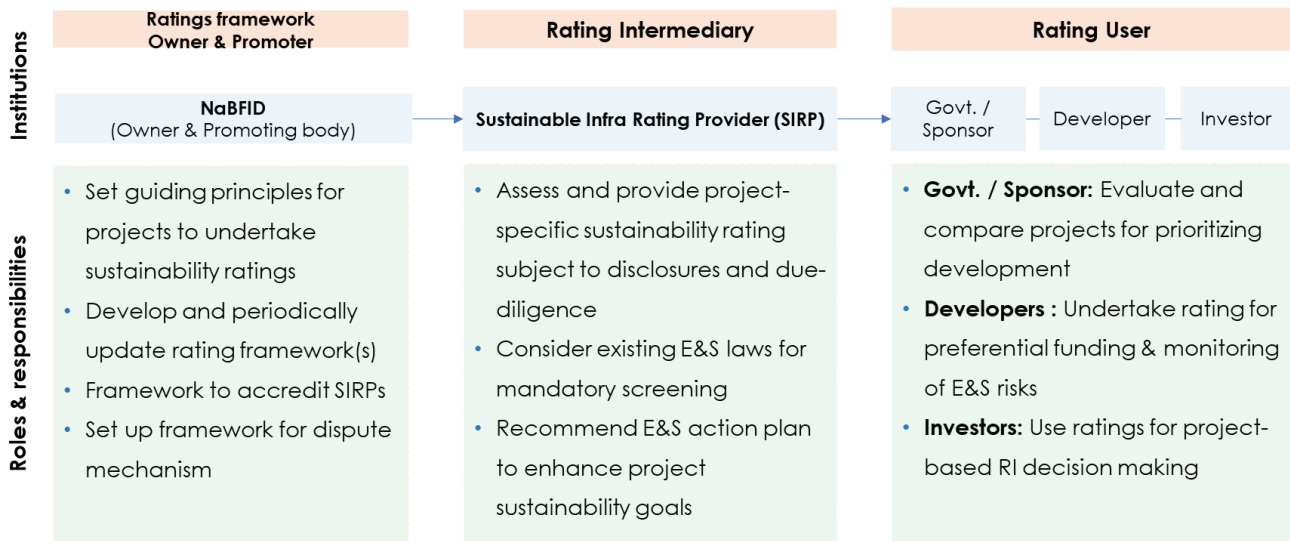 Ratings framework
Owner & Promoter
Rating Intermediary
Rating User
Institutions
NaBFID
(Owner & Promoting body)
Sustainable Infra Rating Provider (SIRP)
Govt. /
Sponsor
Developer
Investor
Roles & responsibilities
• Set guiding principles for
projects to undertake
sustainability ratings
• Develop and periodically
update rating framework(s)
• Framework to accredit SIRPs
• Set up framework for dispute
mechanism
• Assess and provide project-
specific sustainability rating
subject to disclosures and due-
diligence
• Consider existing E&S laws for
mandatory screening
• Recommend E&S action plan
to enhance project
sustainability goals
• Govt. / Sponsor: Evaluate and
compare projects for prioritizing
development
• Developers : Undertake rating for
preferential funding & monitoring
of E&S risks
• Investors: Use ratings for project-
based RI decision making